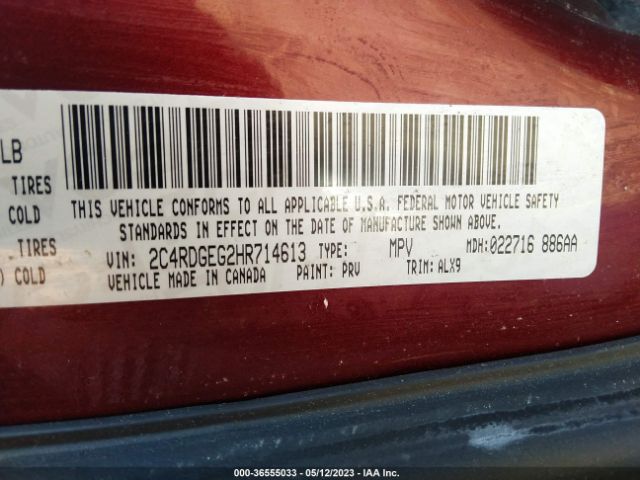 LB
TIRES
COLD
TIRES
) COLD
THIS VEHICLE CONFORMS TO ALL APPLICABLE U.S.A. FEDERAL MOTOR VEHICLE SAFETY
STANDARDS IN EFFECT ON THE DATE OF MANUFACTURE SHOWN ABOVE.
VIN: 2C4RDGEG2HR714613 TYPE: MPV MDH: 022716 886AA
VEHICLE MADE IN CANADA PAINT: PRV TRIM: ALX9
000-36555033 - 05/12/2023 - IAA Inc.